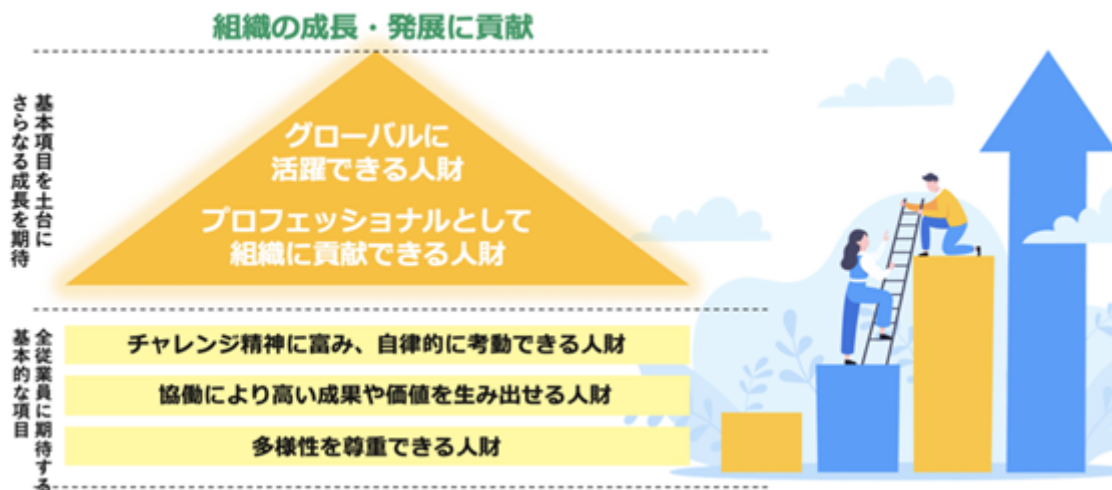 組織の成長・発展に貢献
基本項目を土台に
さらなる成長を期待
グローバルに
活躍できる人財
プロフェッショナルとして
組織に貢献できる人財
全従業員に期待する
基本的な項目
チャレンジ精神に富み、自律的に考動できる人財
協働により高い成果や価値を生み出せる人財
多様性を尊重できる人財